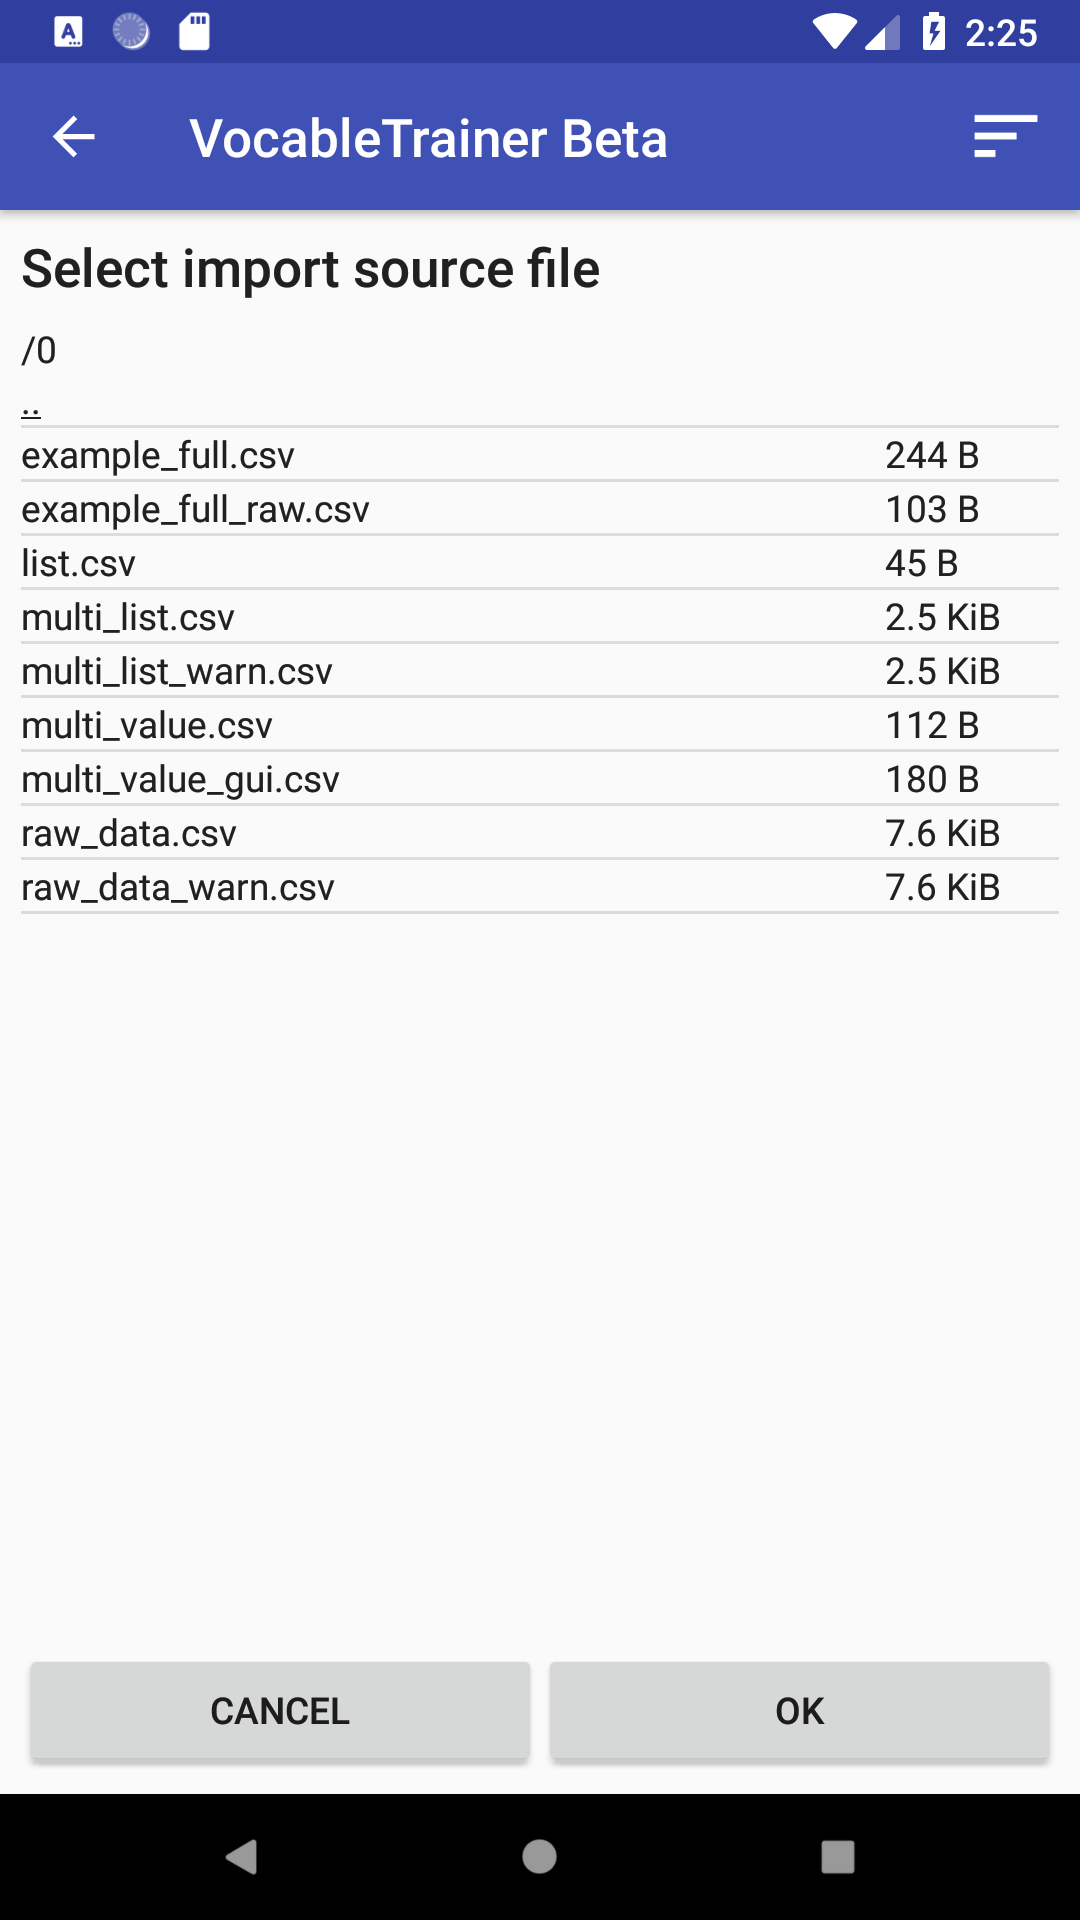 2:25
VocableTrainer Beta
Select import source file
/0
..
example_full.csv 244 B
example_full_raw.csv 103 B
list.csv 45 B
multi_list.csv 2.5 KiB
multi_list_warn.csv 2.5 KiB
multi_value.csv 112 B
multi_value_gui.csv 180 B
raw_data.csv 7.6 KiB
raw_data_warn.csv 7.6 KiB
CANCEL OK